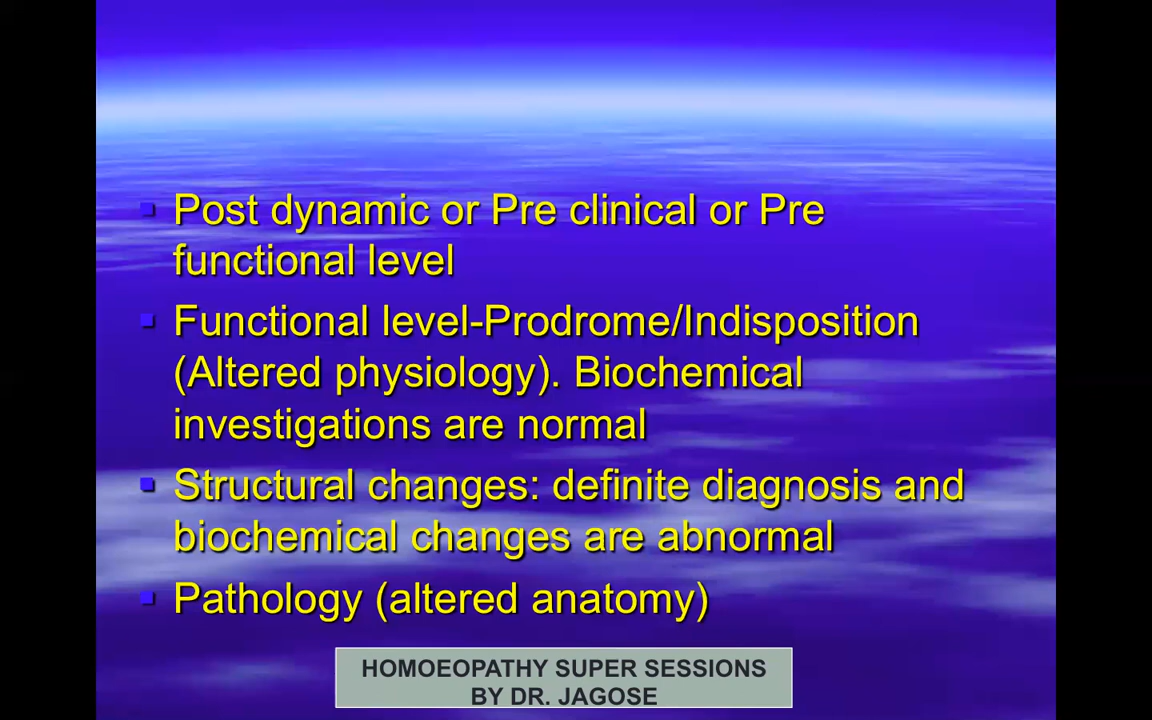 Post dynamic or Pre clinical or Pre
functional level
Functional level-Prodrome/Indisposition
(Altered physiology). Biochemical
investigations are normal
Structural changes: definite diagnosis and
biochemical changes are abnormal
Pathology (altered anatomy)
HOMOEOPATHY SUPER SESSIONS
BY DR. JAGOSE